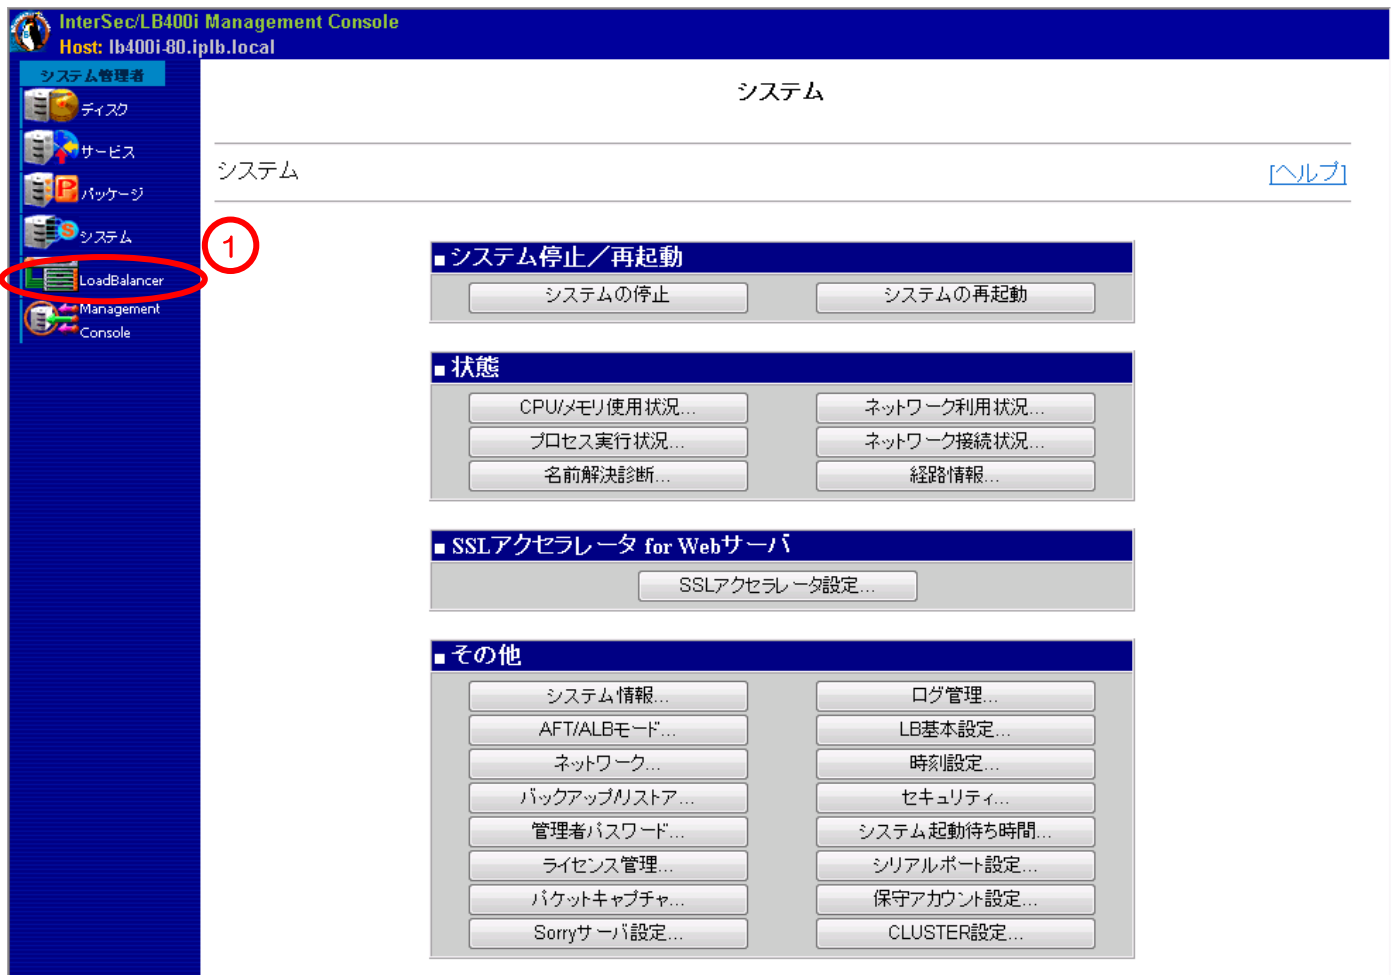 InterSec/LB400i Management Console
Host: lb400i-80.iplb.local
システム管理者
ディスク
サービス
パッケージ
システム
LoadBalancer
Management
Console
1
システム
システム
[ヘルプ]
■システム停止／再起動
システムの停止
システムの再起動
■状態
CPU/メモリ使用状況...
ネットワーク利用状況...
プロセス実行状況...
ネットワーク接続状況...
名前解決診断...
経路情報...
■SSLアクセラレータ for Webサーバ
SSLアクセラレータ設定...
■その他
システム情報...
ログ管理...
AFT/ALBモード...
LB基本設定...
ネットワーク...
時刻設定...
バックアップ/リストア...
セキュリティ...
管理者パスワード...
システム起動待ち時間...
ライセンス管理...
シリアルポート設定...
パケットキャプチャ...
保守アカウント設定...
Sorryサーバ設定...
CLUSTER設定...